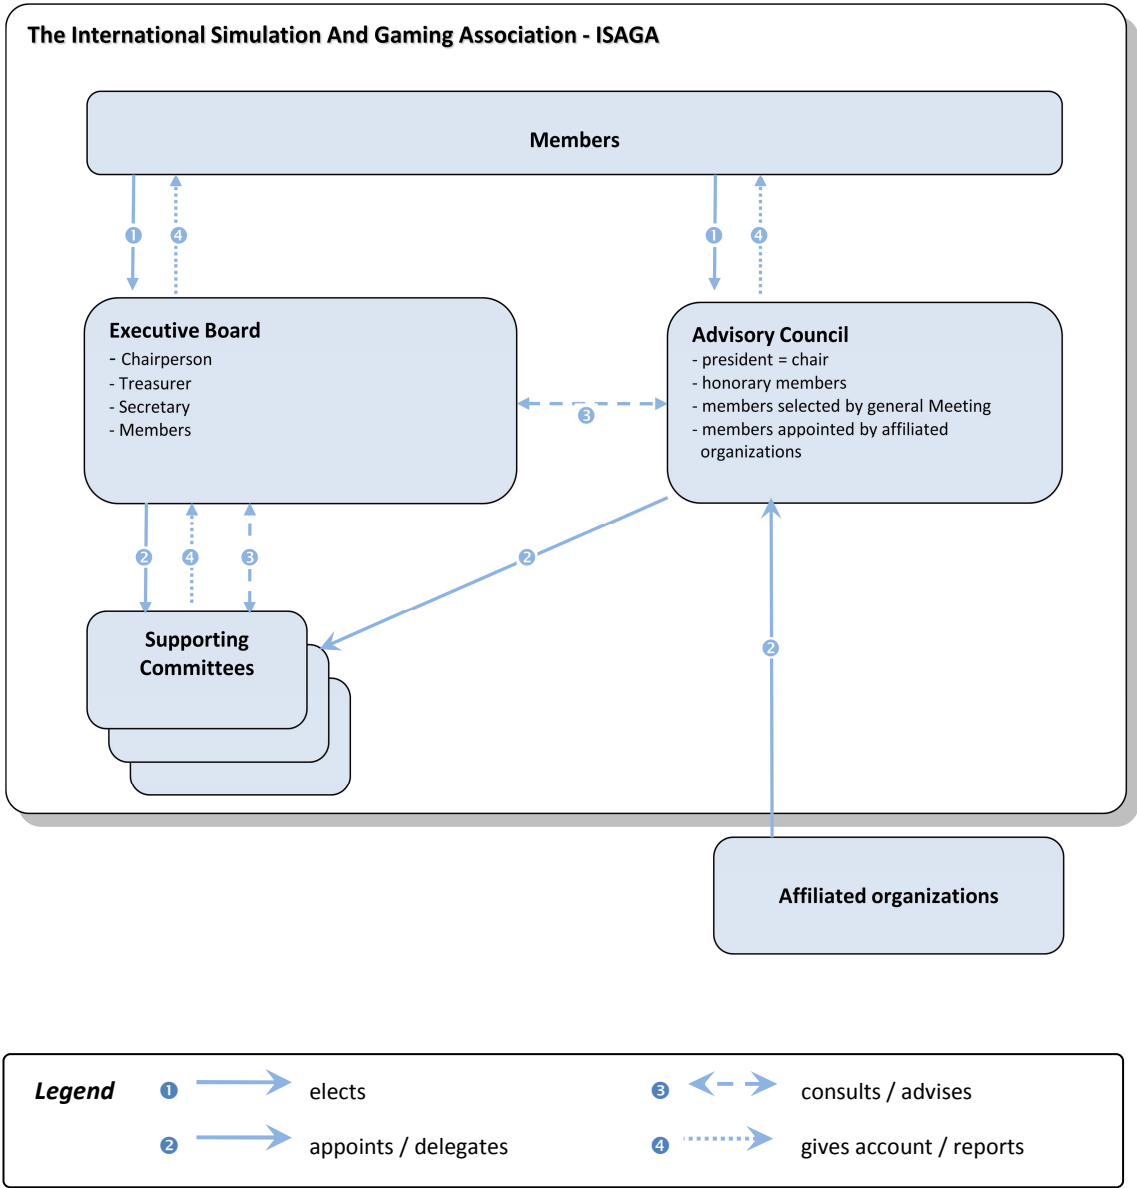 The International Simulation And Gaming Association - ISAGA
Members
1
4
1
4
Executive Board
- Chairperson
- Treasurer
- Secretary
- Members
Advisory Council
- president = chair
- honorary members
- members selected by general Meeting
- members appointed by affiliated
organizations
3
2
4
3
2
Supporting
Committees
2
Affiliated organizations
Legend
1 elects
3 consults / advises
2 appoints / delegates
4 gives account / reports